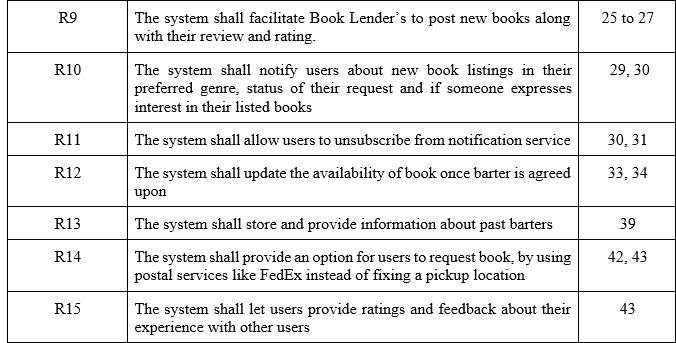 R9 The system shall facilitate Book Lender’s to post new books along 25 to 27
with their review and rating.
R10 The system shall notify users about new book listings in their 29, 30
preferred genre, status of their request and if someone expresses
interest in their listed books
R11 The system shall allow users to unsubscribe from notification service 30, 31
R12 The system shall update the availability of book once barter is agreed 33, 34
upon
R13 The system shall store and provide information about past barters 39
R14 The system shall provide an option for users to request book, by using 42, 43
postal services like FedEx instead of fixing a pickup location
R15 The system shall let users provide ratings and feedback about their 43
experience with other users